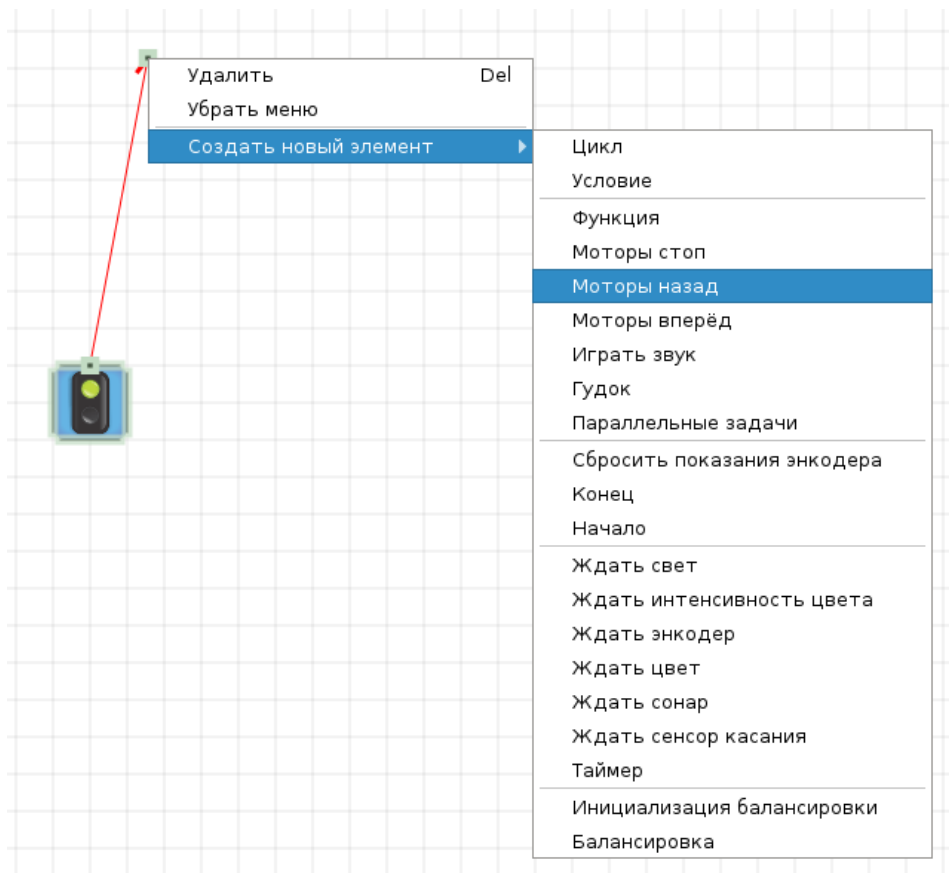 Удалить Del
Убрать меню
Создать новый элемент
Цикл
Условие
Функция
Моторы стоп
Моторы назад
Моторы вперёд
Играть звук
Гудок
Параллельные задачи
Сбросить показания энкодера
Конец
Начало
Ждать свет
Ждать интенсивность цвета
Ждать энкодер
Ждать цвет
Ждать сонар
Ждать сенсор касания
Таймер
Инициализация балансировки
Балансировка